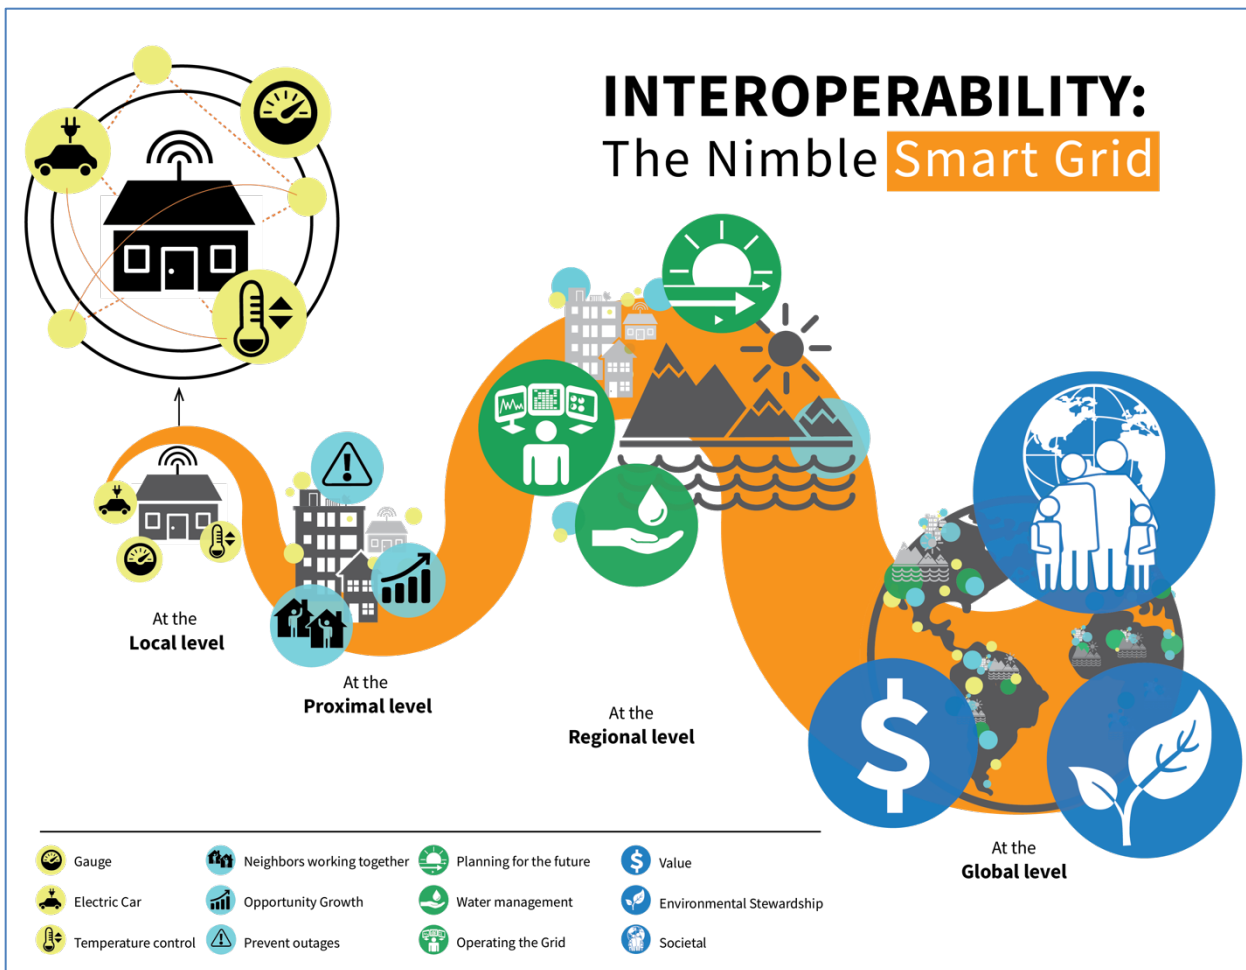 INTEROPERABILITY:
The Nimble Smart Grid
At the
Local level
At the
Proximal level
At the
Regional level
At the
Global level
Gauge
Electric Car
Temperature control
Neighbors working together
Opportunity Growth
Prevent outages
Planning for the future
Water management
Operating the Grid
Value
Environmental Stewardship
Societal